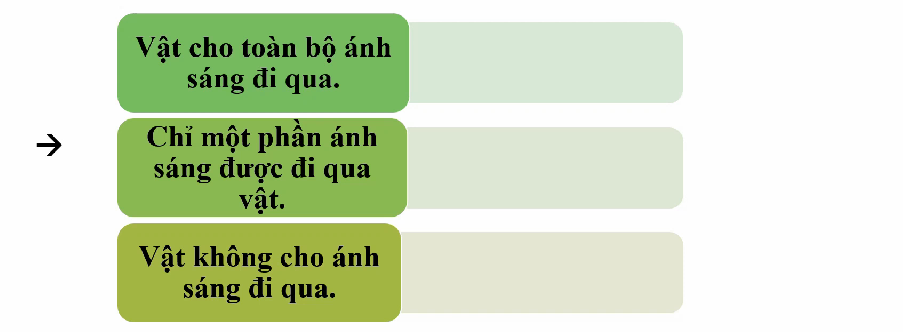 Vật cho toàn bộ ánh
sáng đi qua.
→
Chỉ một phần ánh
sáng được đi qua
vật.
Vật không cho ánh
sáng đi qua.